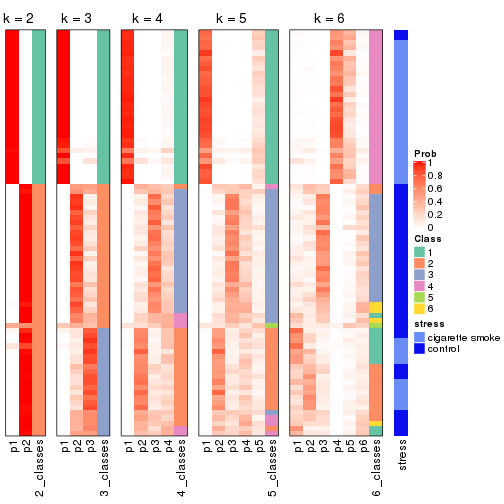 k = 2
k = 3
k = 4
k = 5
k = 6
p1
p2
2_classes
p1
p2
p3
3_classes
p1
p2
p3
p4
4_classes
p1
p2
p3
p4
p5
5_classes
p1
p2
p3
p4
p5
p6
6_classes
stress
Prob
1
0.8
0.6
0.4
0.2
0
Class
1
2
3
4
5
6
stress
cigarette smoke
control